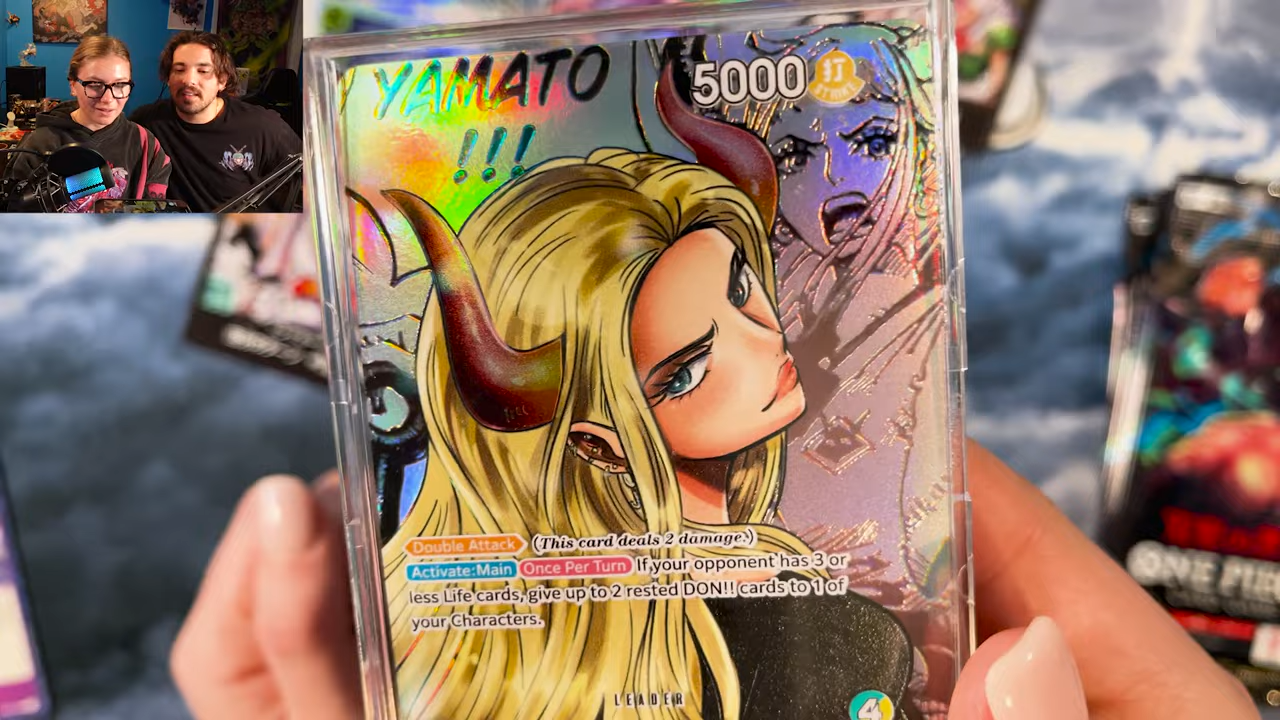 YAMATO
!!!
5000
打
STRIKE
Double Attack (This card deals 2 damage.)
Activate:Main Once Per Turn If your opponent has 3 or
less Life cards, give up to 2 rested DON!! cards to 1 of
your Characters.
LEADER
4
ONE PIE